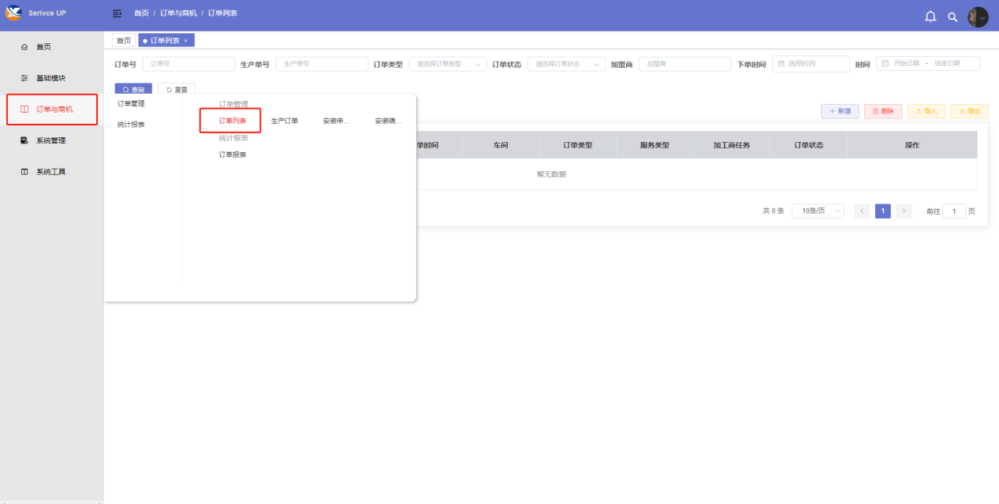 Serivce UP
首页 / 订单与商机 / 订单列表
首页
订单与商机
基础模块
系统管理
系统工具
首页 订单列表 ×
订单号 订单号 生产单号 生产单号 订单类型 请选择订单类型 订单状态 请选择订单状态 加盟商 加盟商 下单时间 选择时间 时间 开始日期 - 结束日期
查询 重置
订单管理
统计报表
订单管理
订单列表 生产订单 安装申... 安装确...
统计报表
订单报表
+ 新增 删除 导入 导出
单时间 车间 订单类型 服务类型 加工商任务 订单状态 操作
暂无数据
共 0 条 10条/页 < 1 > 前往 1 页